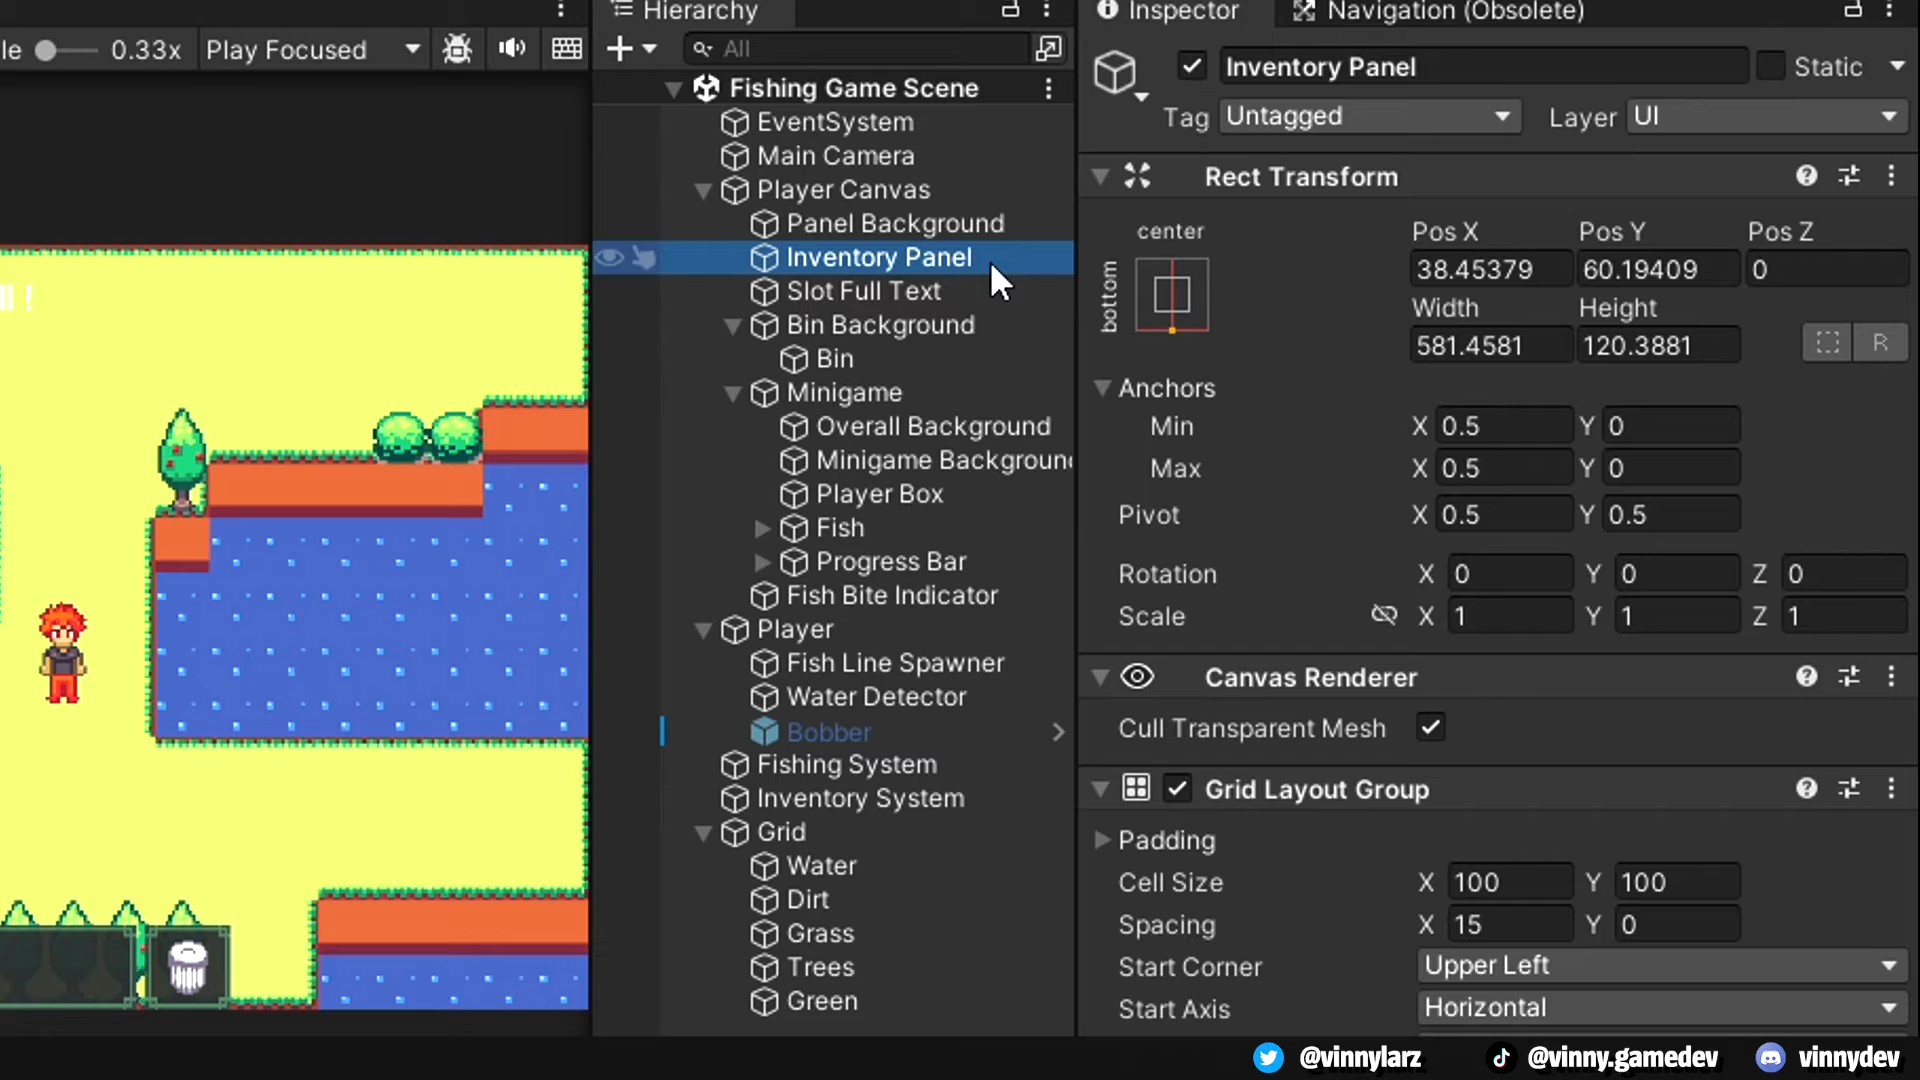 le 0.33x Play Focused
ll!
Hierarchy
All
Fishing Game Scene
EventSystem
Main Camera
Player Canvas
Panel Background
Inventory Panel
Slot Full Text
Bin Background
Bin
Minigame
Overall Background
Minigame Backgroun
Player Box
Fish
Progress Bar
Fish Bite Indicator
Player
Fish Line Spawner
Water Detector
Bobber
Fishing System
Inventory System
Grid
Water
Dirt
Grass
Trees
Green
Inspector Navigation (Obsolete)
Inventory Panel Static
Tag Untagged Layer UI
Rect Transform
center Pos X Pos Y Pos Z
bottom 38.45379 60.19409 0
Width Height
581.4581 120.3881 R
Anchors
Min X 0.5 Y 0
Max X 0.5 Y 0
Pivot X 0.5 Y 0.5
Rotation X 0 Y 0 Z 0
Scale X 1 Y 1 Z 1
Canvas Renderer
Cull Transparent Mesh
Grid Layout Group
Padding
Cell Size X 100 Y 100
Spacing X 15 Y 0
Start Corner Upper Left
Start Axis Horizontal
@vinnylarz @vinny.gamedev vinnydev